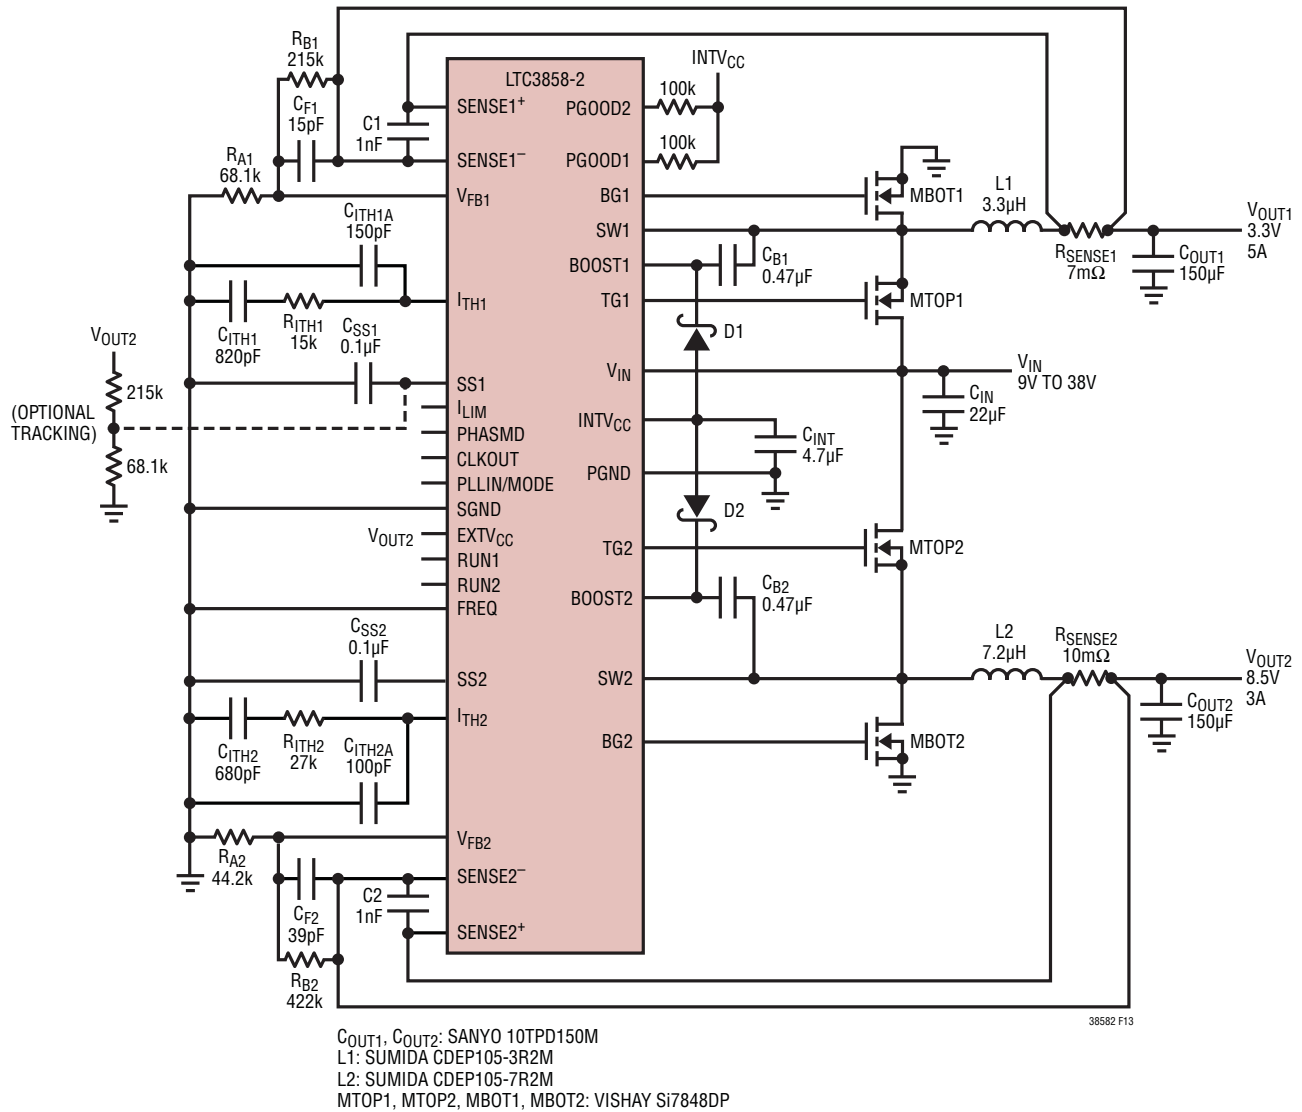 RB1
215k
CF1
15pF
RA1
68.1k
C1
1nF
CITH1A
150pF
CITH1
820pF
RITH1
15k
CSS1
0.1µF
VOUT2
215k
(OPTIONAL
TRACKING)
68.1k
VOUT2
CSS2
0.1µF
CITH2
680pF
RITH2
27k
CITH2A
100pF
RA2
44.2k
CF2
39pF
C2
1nF
RB2
422k
LTC3858-2
SENSE1+
SENSE1–
VFB1
ITH1
SS1
ILIM
PHASMD
CLKOUT
PLLIN/MODE
SGND
EXTVCC
RUN1
RUN2
FREQ
SS2
ITH2
VFB2
SENSE2–
SENSE2+
PGOOD2
PGOOD1
BG1
SW1
BOOST1
TG1
VIN
INTVCC
PGND
TG2
BOOST2
SW2
BG2
INTVCC
100k
100k
MBOT1
L1
3.3µH
RSENSE1
7mΩ
VOUT1
3.3V
5A
COUT1
150µF
CB1
0.47µF
MTOP1
D1
VIN
9V TO 38V
CIN
22µF
CINT
4.7µF
D2
MTOP2
CB2
0.47µF
L2
7.2µH
RSENSE2
10mΩ
VOUT2
8.5V
3A
COUT2
150µF
MBOT2
38582 F13
COUT1, COUT2: SANYO 10TPD150M
L1: SUMIDA CDEP105-3R2M
L2: SUMIDA CDEP105-7R2M
MTOP1, MTOP2, MBOT1, MBOT2: VISHAY Si7848DP